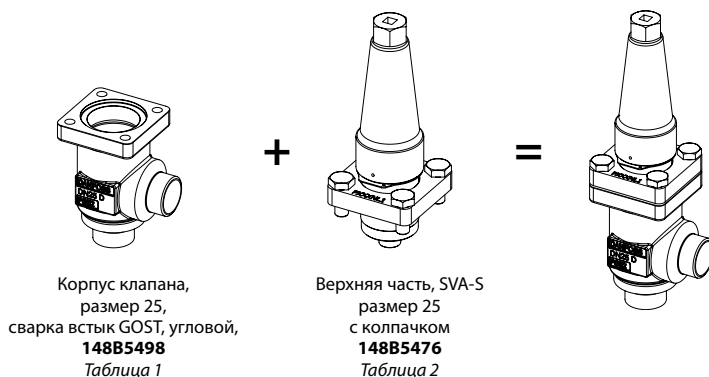 +
=
Корпус клапана,
размер 25,
сварка встык GOST, угловой,
148B5498
Таблица 1
Верхняя часть, SVA-S
размер 25
с колпачком
148B5476
Таблица 2